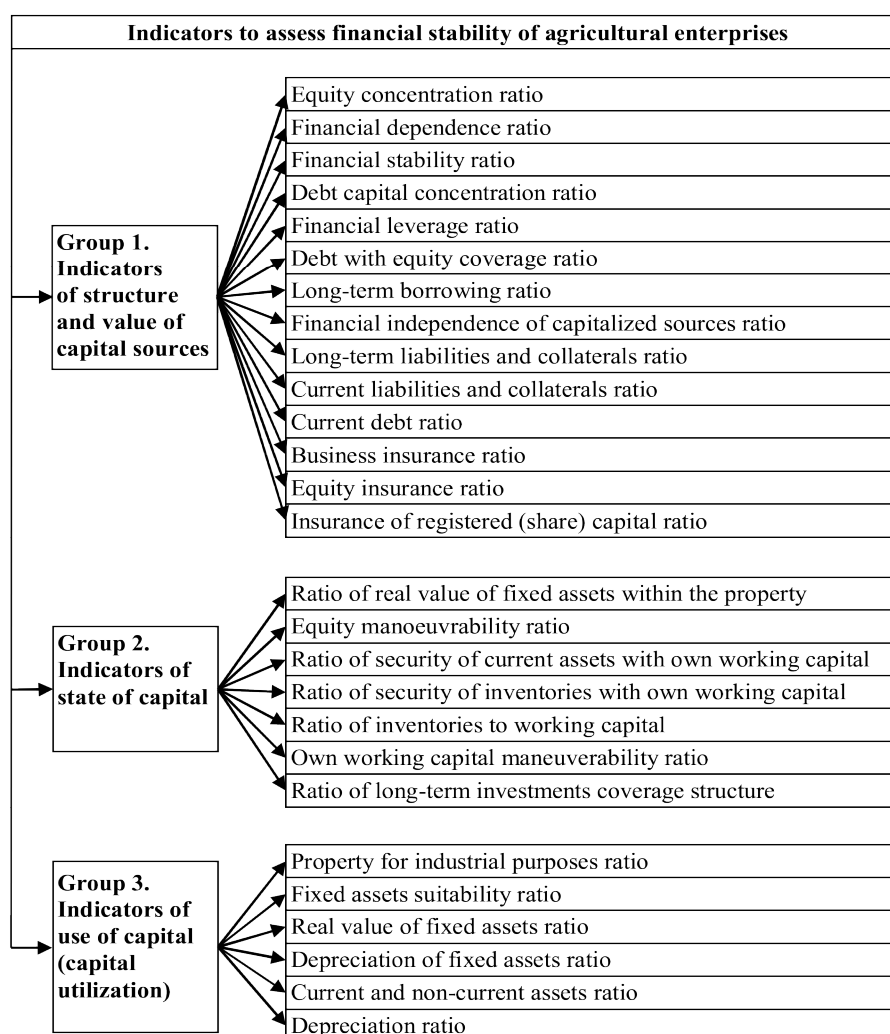 Indicators to assess financial stability of agricultural enterprises
Group 1.
Indicators
of structure
and value of
capital sources
Equity concentration ratio
Financial dependence ratio
Financial stability ratio
Debt capital concentration ratio
Financial leverage ratio
Debt with equity coverage ratio
Long-term borrowing ratio
Financial independence of capitalized sources ratio
Long-term liabilities and collaterals ratio
Current liabilities and collaterals ratio
Current debt ratio
Business insurance ratio
Equity insurance ratio
Insurance of registered (share) capital ratio
Group 2.
Indicators of
state of capital
Ratio of real value of fixed assets within the property
Equity manoeuvrability ratio
Ratio of security of current assets with own working capital
Ratio of security of inventories with own working capital
Ratio of inventories to working capital
Own working capital maneuverability ratio
Ratio of long-term investments coverage structure
Group 3.
Indicators of
use of capital
(capital
utilization)
Property for industrial purposes ratio
Fixed assets suitability ratio
Real value of fixed assets ratio
Depreciation of fixed assets ratio
Current and non-current assets ratio
Depreciation ratio